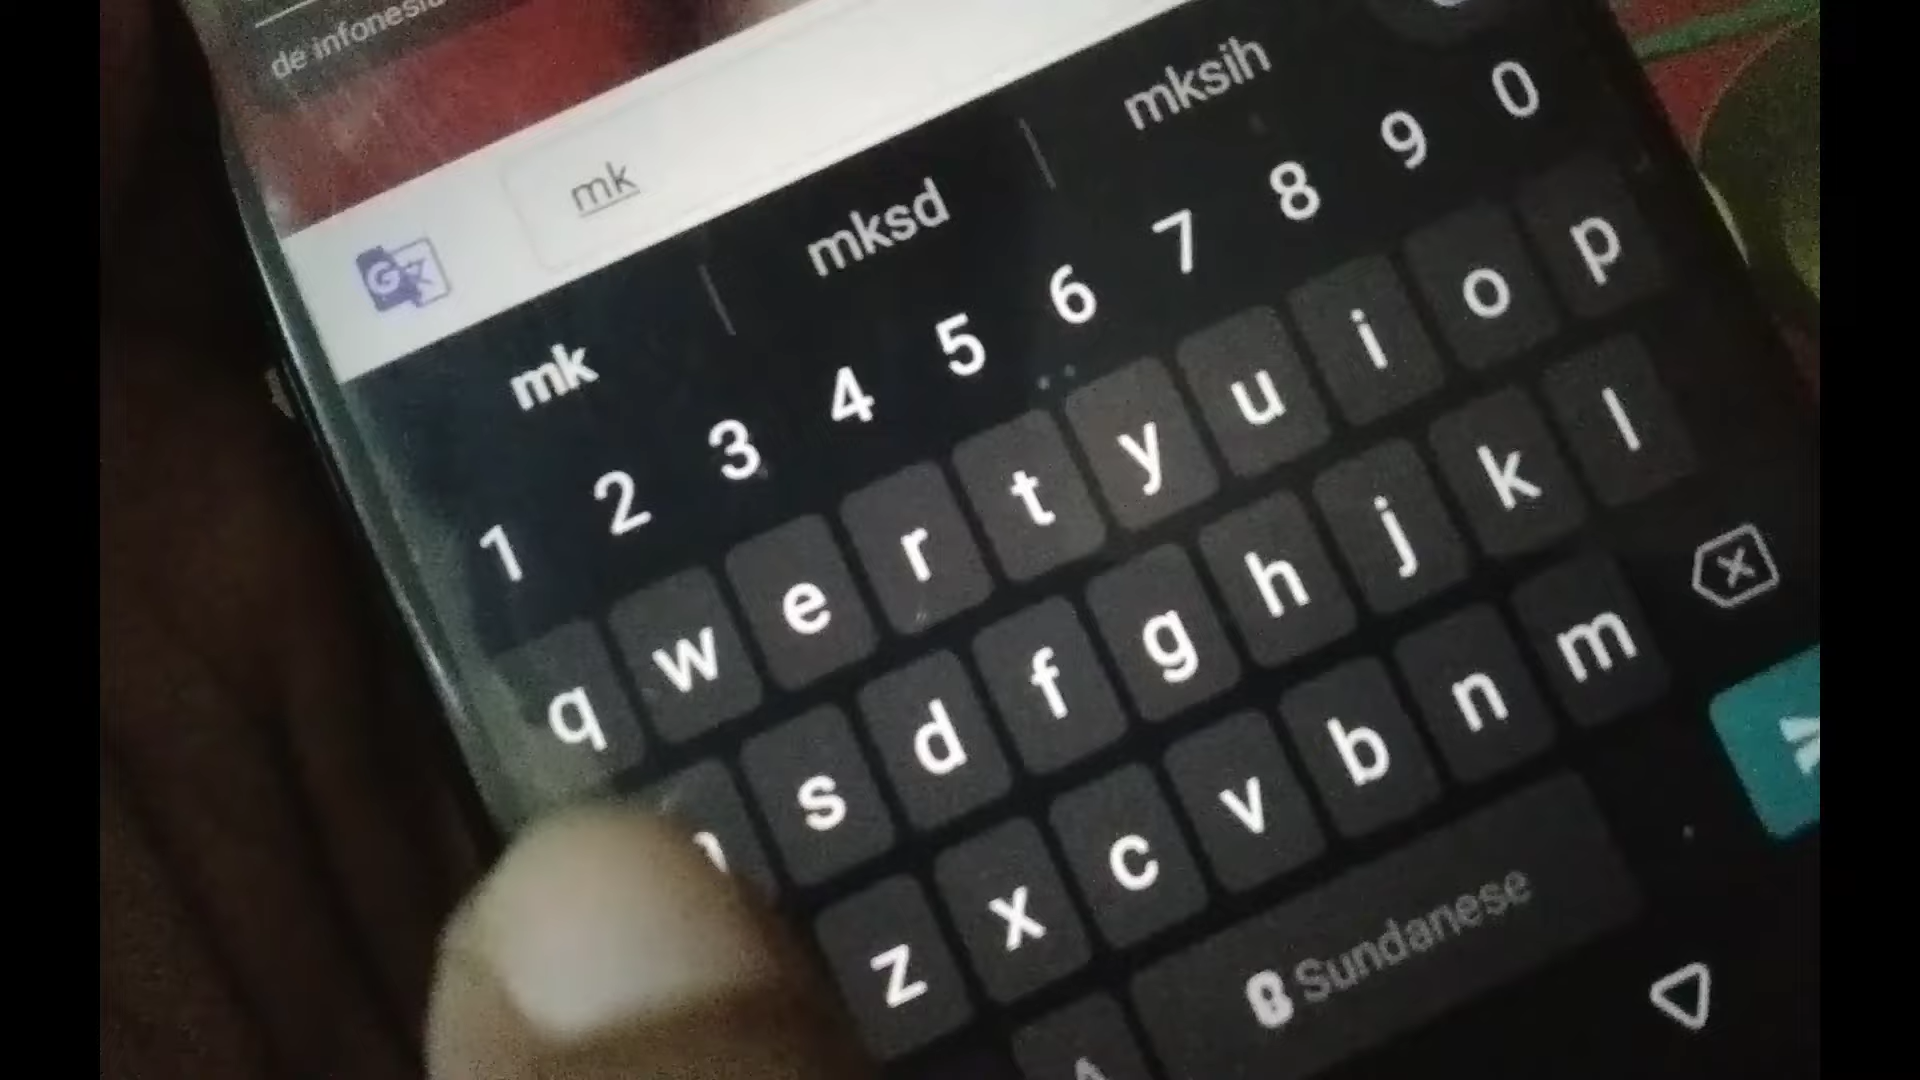 de infonesia
mk
mk mksd mksih
1 2 3 4 5 6 7 8 9 0
q w e r t y u i o p
s d f g h j k l
z x c v b n m
Sundanese